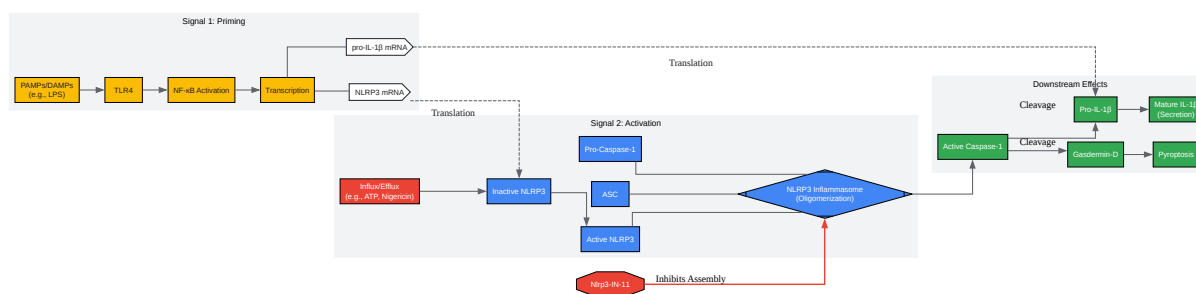 Signal 1: Priming
pro-IL-1β mRNA
PAMPs/DAMPs
(e.g., LPS)
TLR4
NF-κB Activation
Transcription
NLRP3 mRNA
Translation
Translation
Signal 2: Activation
Pro-Caspase-1
Influx/Efflux
(e.g., ATP, Nigericin)
Inactive NLRP3
ASC
NLRP3 Inflammasome
(Oligomerization)
Active NLRP3
Nlrp3-IN-11
Inhibits Assembly
Downstream Effects
Cleavage
Pro-IL-1β
Mature IL-1β
(Secretion)
Active Caspase-1
Cleavage
Gasdermin-D
Pyroptosis